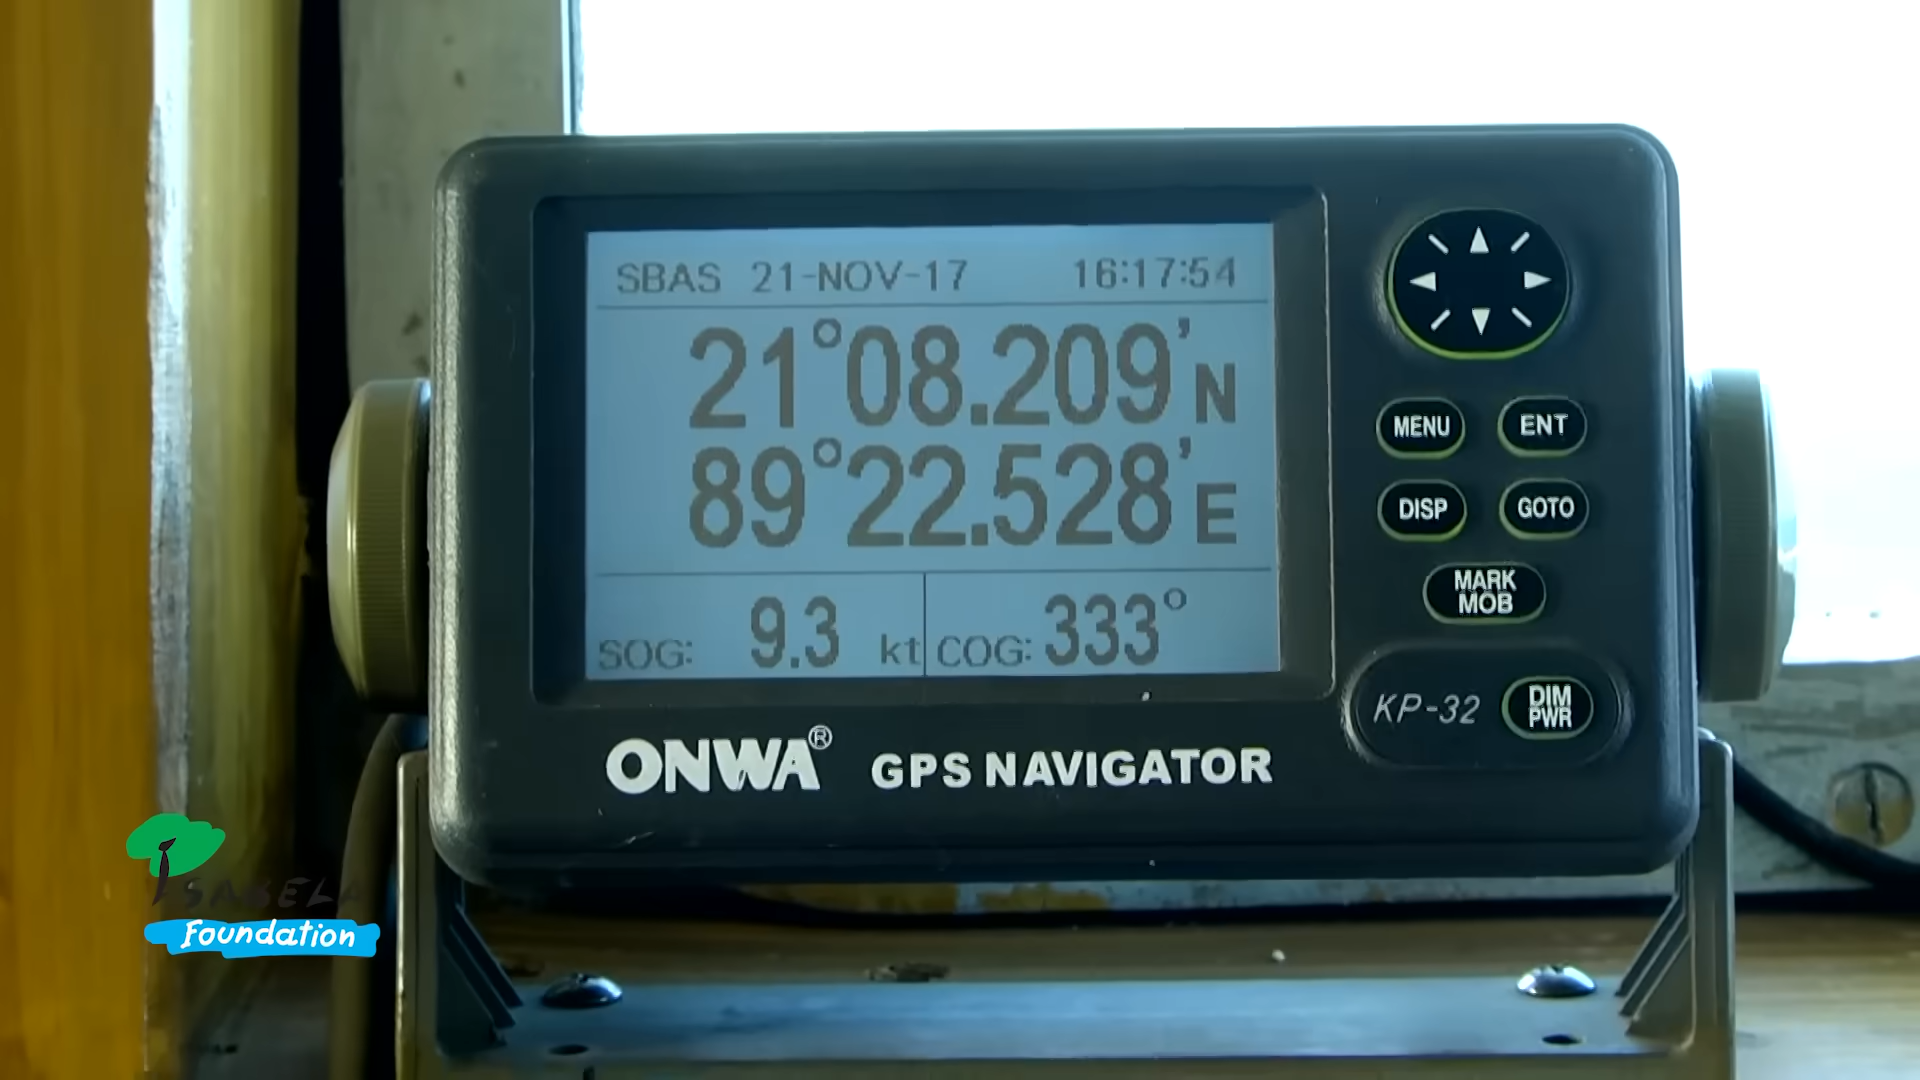 SBAS 21-NOV-17 16:17:54
21°08.209' N
89°22.528' E
SOG: 9.3 kt COG: 333°
MENU ENT
DISP GOTO
MARK
MOB
KP-32 DIM
PWR
ONWA® GPS NAVIGATOR
Foundation